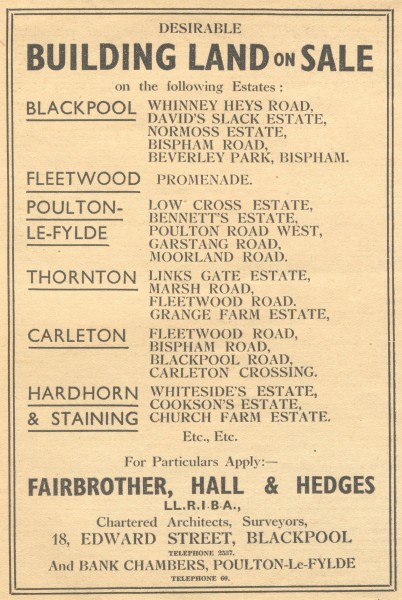 DESIRABLE
BUILDING LAND ON SALE
on the following Estates :
BLACKPOOL WHINNEY HEYS ROAD,
DAVID'S SLACK ESTATE,
NORMOSS ESTATE,
BISPHAM ROAD,
BEVERLEY PARK, BISPHAM.
FLEETWOOD PROMENADE.
POULTON- LOW CROSS ESTATE,
BENNETT'S ESTATE,
LE-FYLDE POULTON ROAD WEST,
GARSTANG ROAD,
MOORLAND ROAD.
THORNTON LINKS GATE ESTATE,
MARSH ROAD,
FLEETWOOD ROAD.
GRANGE FARM ESTATE,
CARLETON FLEETWOOD ROAD,
BISPHAM ROAD,
BLACKPOOL ROAD,
CARLETON CROSSING.
HARDHORN WHITESIDE'S ESTATE,
COOKSON'S ESTATE,
& STAINING CHURCH FARM ESTATE.
Etc., Etc.
For Particulars Apply:—
FAIRBROTHER, HALL & HEDGES
LL.R.I.B.A.,
Chartered Architects, Surveyors,
18, EDWARD STREET, BLACKPOOL
TELEPHONE 2537.
And BANK CHAMBERS, POULTON-Le-FYLDE
TELEPHONE 60.